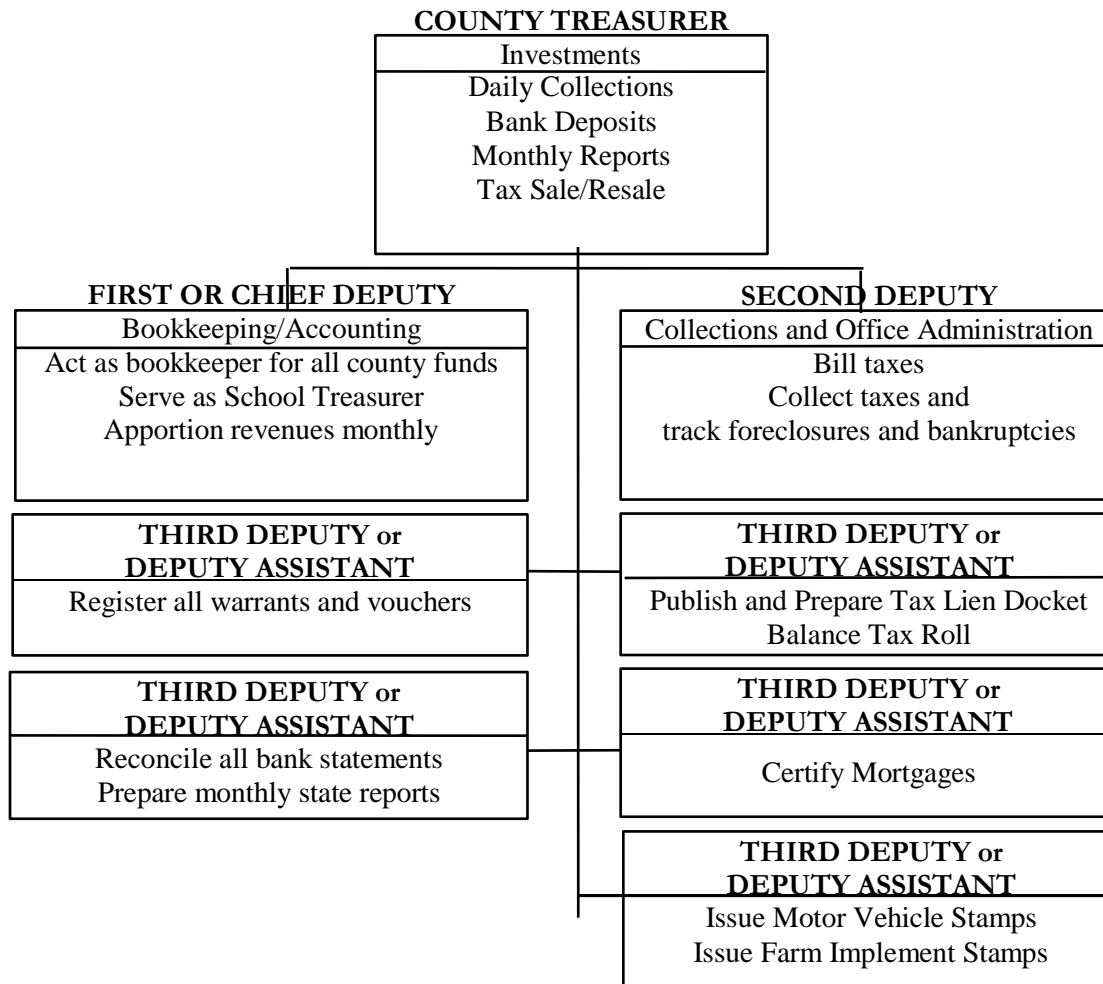 COUNTY TREASURER
Investments
Daily Collections
Bank Deposits
Monthly Reports
Tax Sale/Resale
FIRST OR CHIEF DEPUTY
Bookkeeping/Accounting
Act as bookkeeper for all county funds
Serve as School Treasurer
Apportion revenues monthly
SECOND DEPUTY
Collections and Office Administration
Bill taxes
Collect taxes and
track foreclosures and bankruptcies
THIRD DEPUTY or
DEPUTY ASSISTANT
Register all warrants and vouchers
THIRD DEPUTY or
DEPUTY ASSISTANT
Publish and Prepare Tax Lien Docket
Balance Tax Roll
THIRD DEPUTY or
DEPUTY ASSISTANT
Reconcile all bank statements
Prepare monthly state reports
THIRD DEPUTY or
DEPUTY ASSISTANT
Certify Mortgages
THIRD DEPUTY or
DEPUTY ASSISTANT
Issue Motor Vehicle Stamps
Issue Farm Implement Stamps